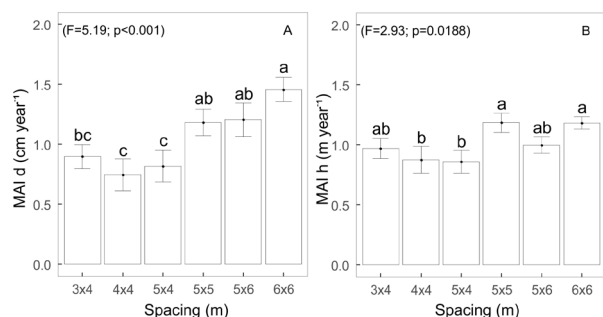 (F=5.19; p<0.001) A
MAI d (cm year⁻¹)
2.0
1.5
1.0
0.5
0.0
bc c c ab ab a
3x4 4x4 5x4 5x5 5x6 6x6
Spacing (m)
(F=2.93; p=0.0188) B
MAI h (m year⁻¹)
2.0
1.5
1.0
0.5
0.0
ab b b a ab a
3x4 4x4 5x4 5x5 5x6 6x6
Spacing (m)